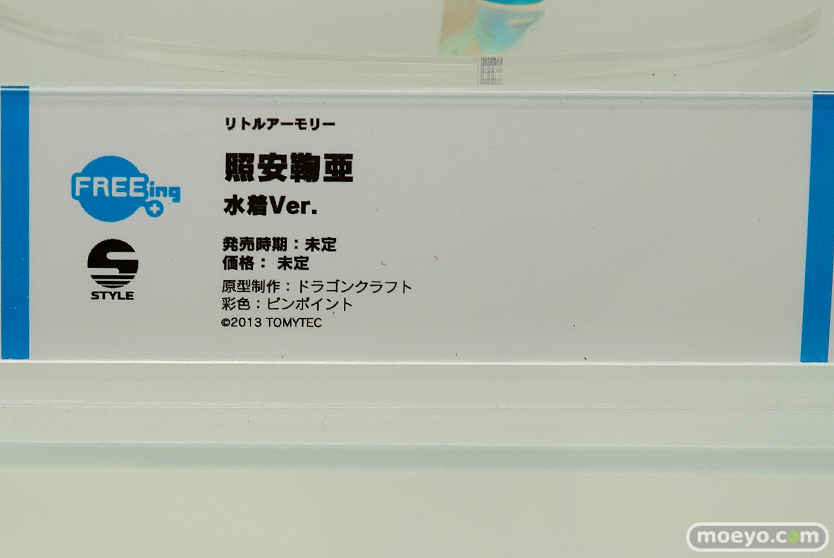 リトルアーモリー
FREEing
照安鞠亜
水着Ver.
STYLE
発売時期：未定
価格： 未定
原型制作：ドラゴンクラフト
彩色：ピンポイント
©2013 TOMYTEC
moeyo.com